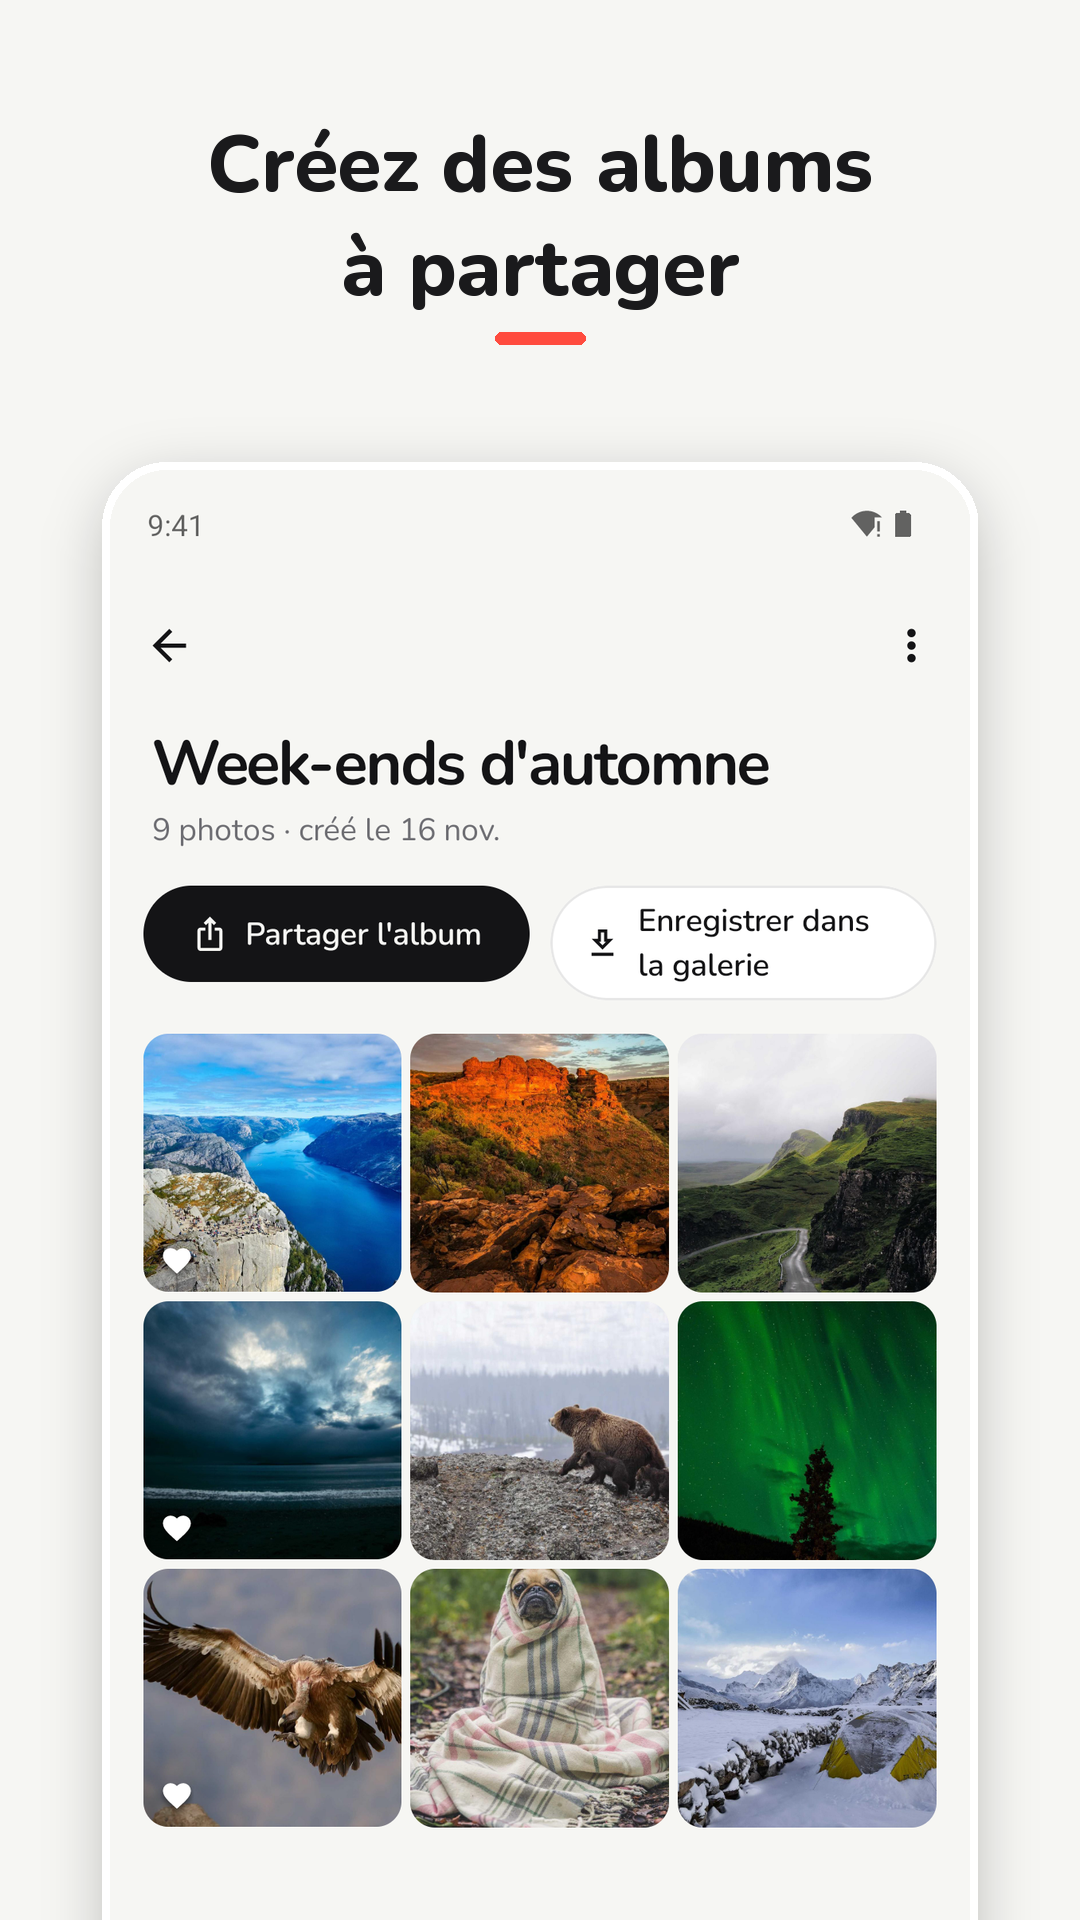 Créez des albums
à partager
9:41
Week-ends d'automne
9 photos · créé le 16 nov.
Partager l'album
Enregistrer dans
la galerie